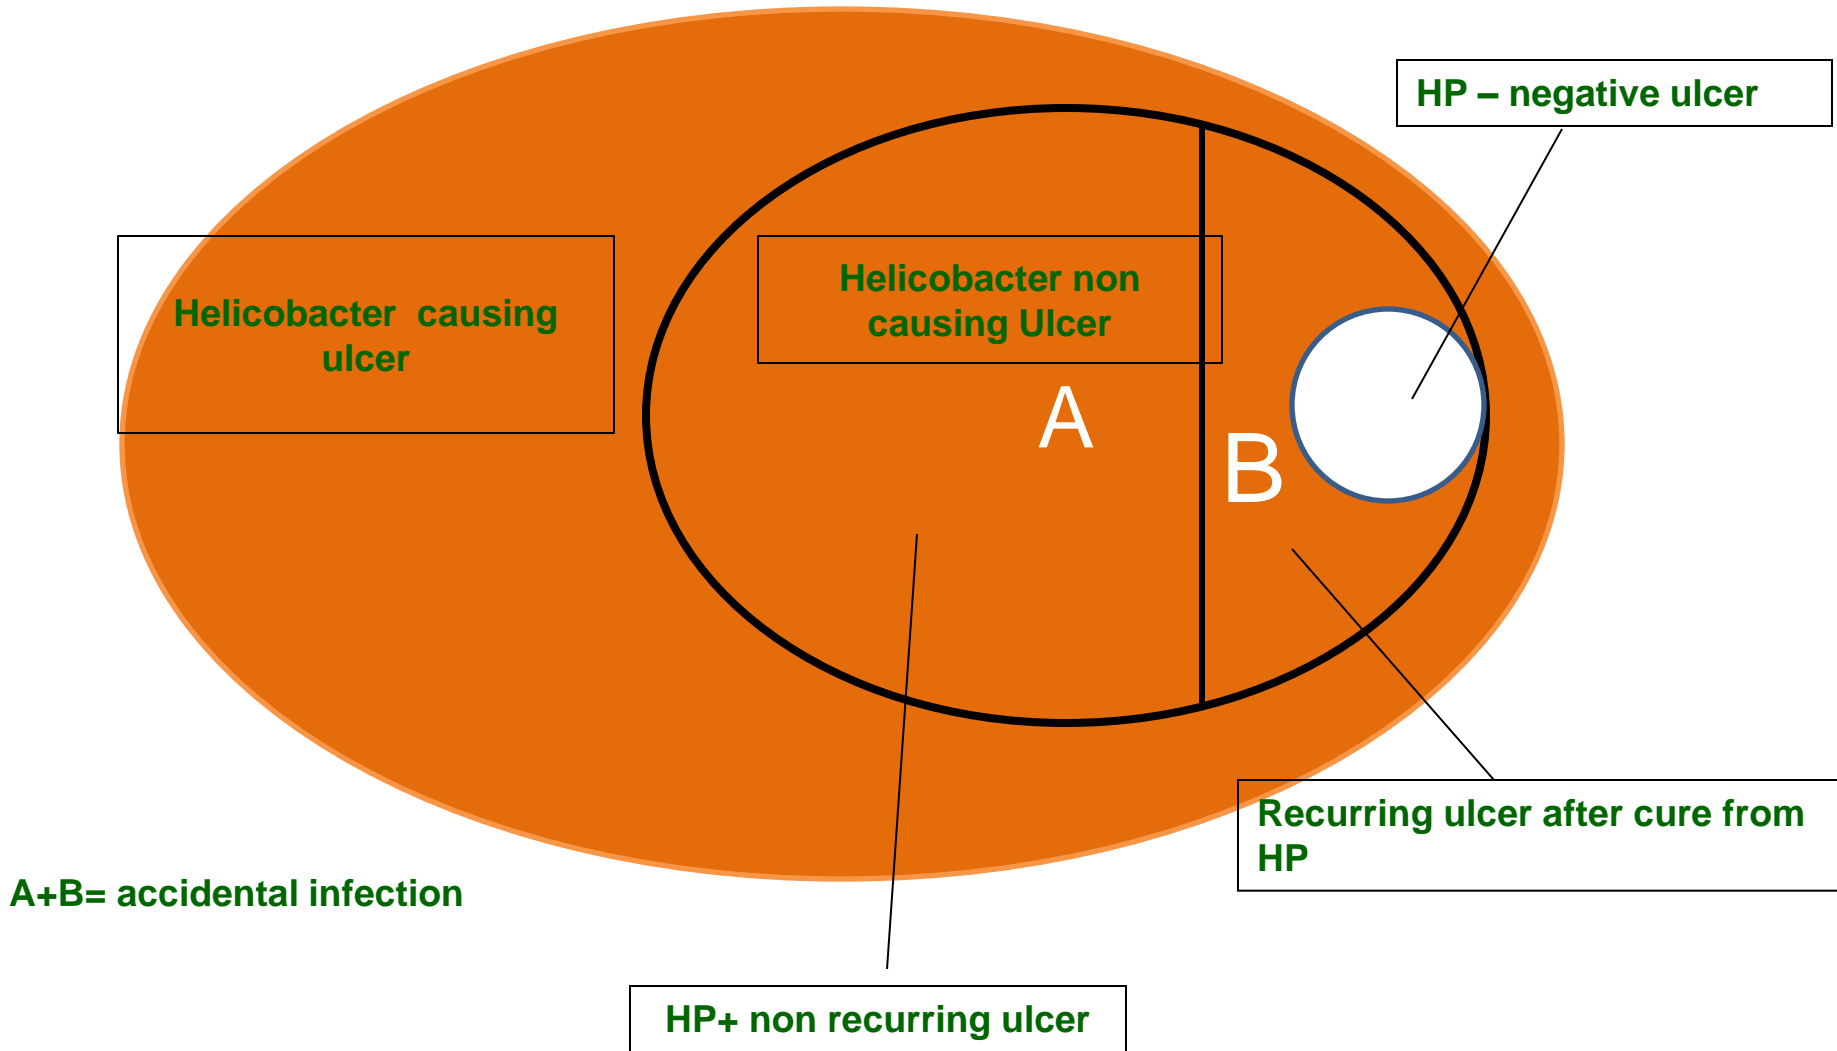 HP – negative ulcer
Helicobacter causing
ulcer
Helicobacter non
causing Ulcer
A
B
Recurring ulcer after cure from
HP
A+B= accidental infection
HP+ non recurring ulcer